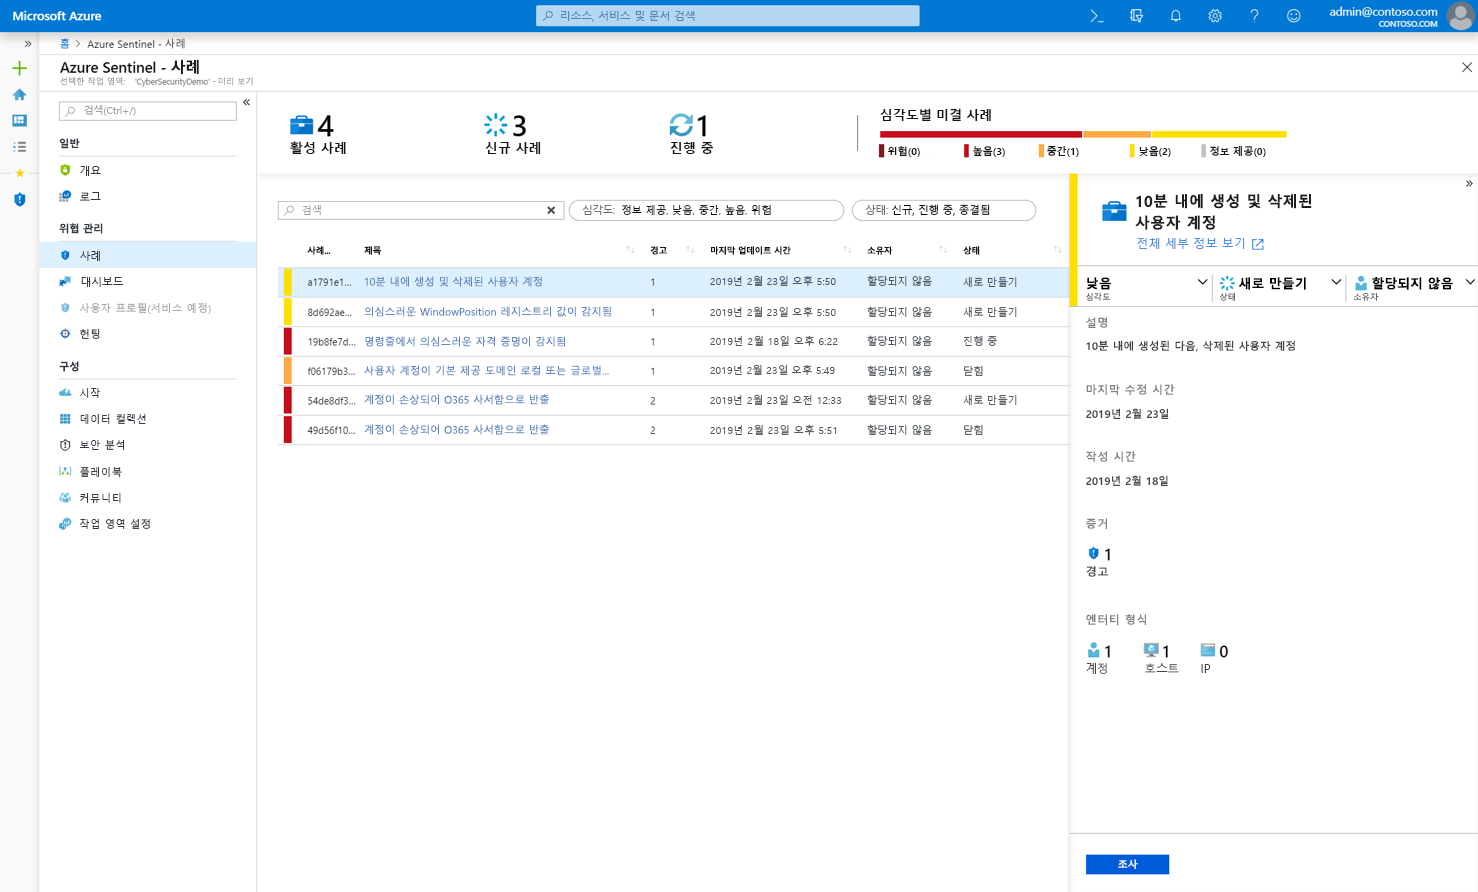 Microsoft Azure
리소스, 서비스 및 문서 검색
admin@contoso.com
CONTOSO.COM
홈 > Azure Sentinel - 사례
Azure Sentinel - 사례
선택한 작업 영역: 'CyberSecurityDemo' - 미리 보기
검색(Ctrl+/)
일반
개요
로그
위협 관리
사례
대시보드
사용자 프로필(서비스 예정)
헌팅
구성
시작
데이터 컬렉션
보안 분석
플레이북
커뮤니티
작업 영역 설정
4
활성 사례
3
신규 사례
1
진행 중
심각도별 미결 사례
위험(0) 높음(3) 중간(1) 낮음(2) 정보 제공(0)
검색
심각도: 정보 제공, 낮음, 중간, 높음, 위험
상태: 신규, 진행 중, 종결됨
사례... 제목 경고 마지막 업데이트 시간 소유자 상태
a1791e1... 10분 내에 생성 및 삭제된 사용자 계정 1 2019년 2월 23일 오후 5:50 할당되지 않음 새로 만들기
8d692ae... 의심스러운 WindowPosition 레지스트리 값이 감지됨 1 2019년 2월 23일 오후 5:50 할당되지 않음 새로 만들기
19b8fe7d... 명령줄에서 의심스러운 자격 증명이 감지됨 1 2019년 2월 18일 오후 6:22 할당되지 않음 진행 중
f06179b3... 사용자 계정이 기본 제공 도메인 로컬 또는 글로벌... 1 2019년 2월 23일 오후 5:49 할당되지 않음 닫힘
54de8df3... 계정이 손상되어 O365 사서함으로 반출 2 2019년 2월 23일 오전 12:33 할당되지 않음 새로 만들기
49d56f10... 계정이 손상되어 O365 사서함으로 반출 2 2019년 2월 23일 오후 5:51 할당되지 않음 닫힘
10분 내에 생성 및 삭제된
사용자 계정
전체 세부 정보 보기
낮음 새로 만들기 할당되지 않음
심각도 상태 소유자
설명
10분 내에 생성된 다음, 삭제된 사용자 계정
마지막 수정 시간
2019년 2월 23일
작성 시간
2019년 2월 18일
증거
1
경고
엔터티 형식
1 1 0
계정 호스트 IP
조사